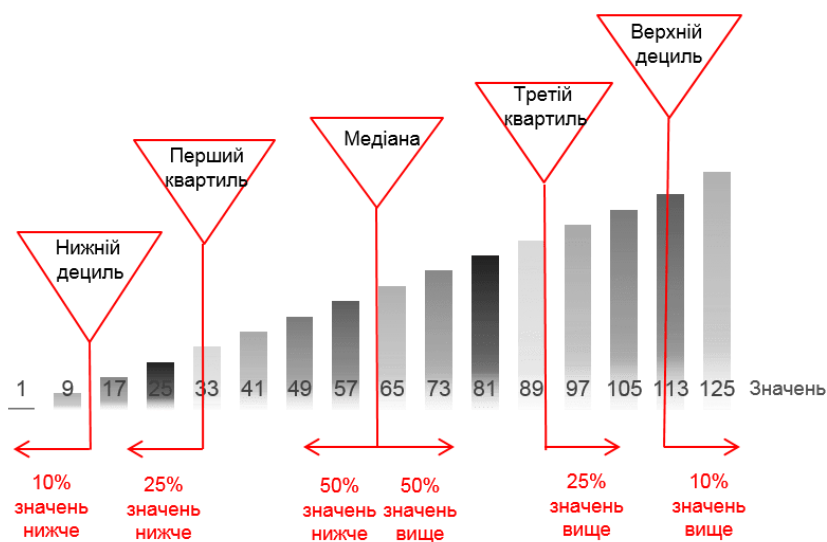 Верхній
дециль
Третій
квартиль
Медіана
Перший
квартиль
Нижній
дециль
1 9 17 25 33 41 49 57 65 73 81 89 97 105 113 125 Значень
10%
значень
нижче
25%
значень
нижче
50%
значень
нижче
50%
значень
вище
25%
значень
вище
10%
значень
вище